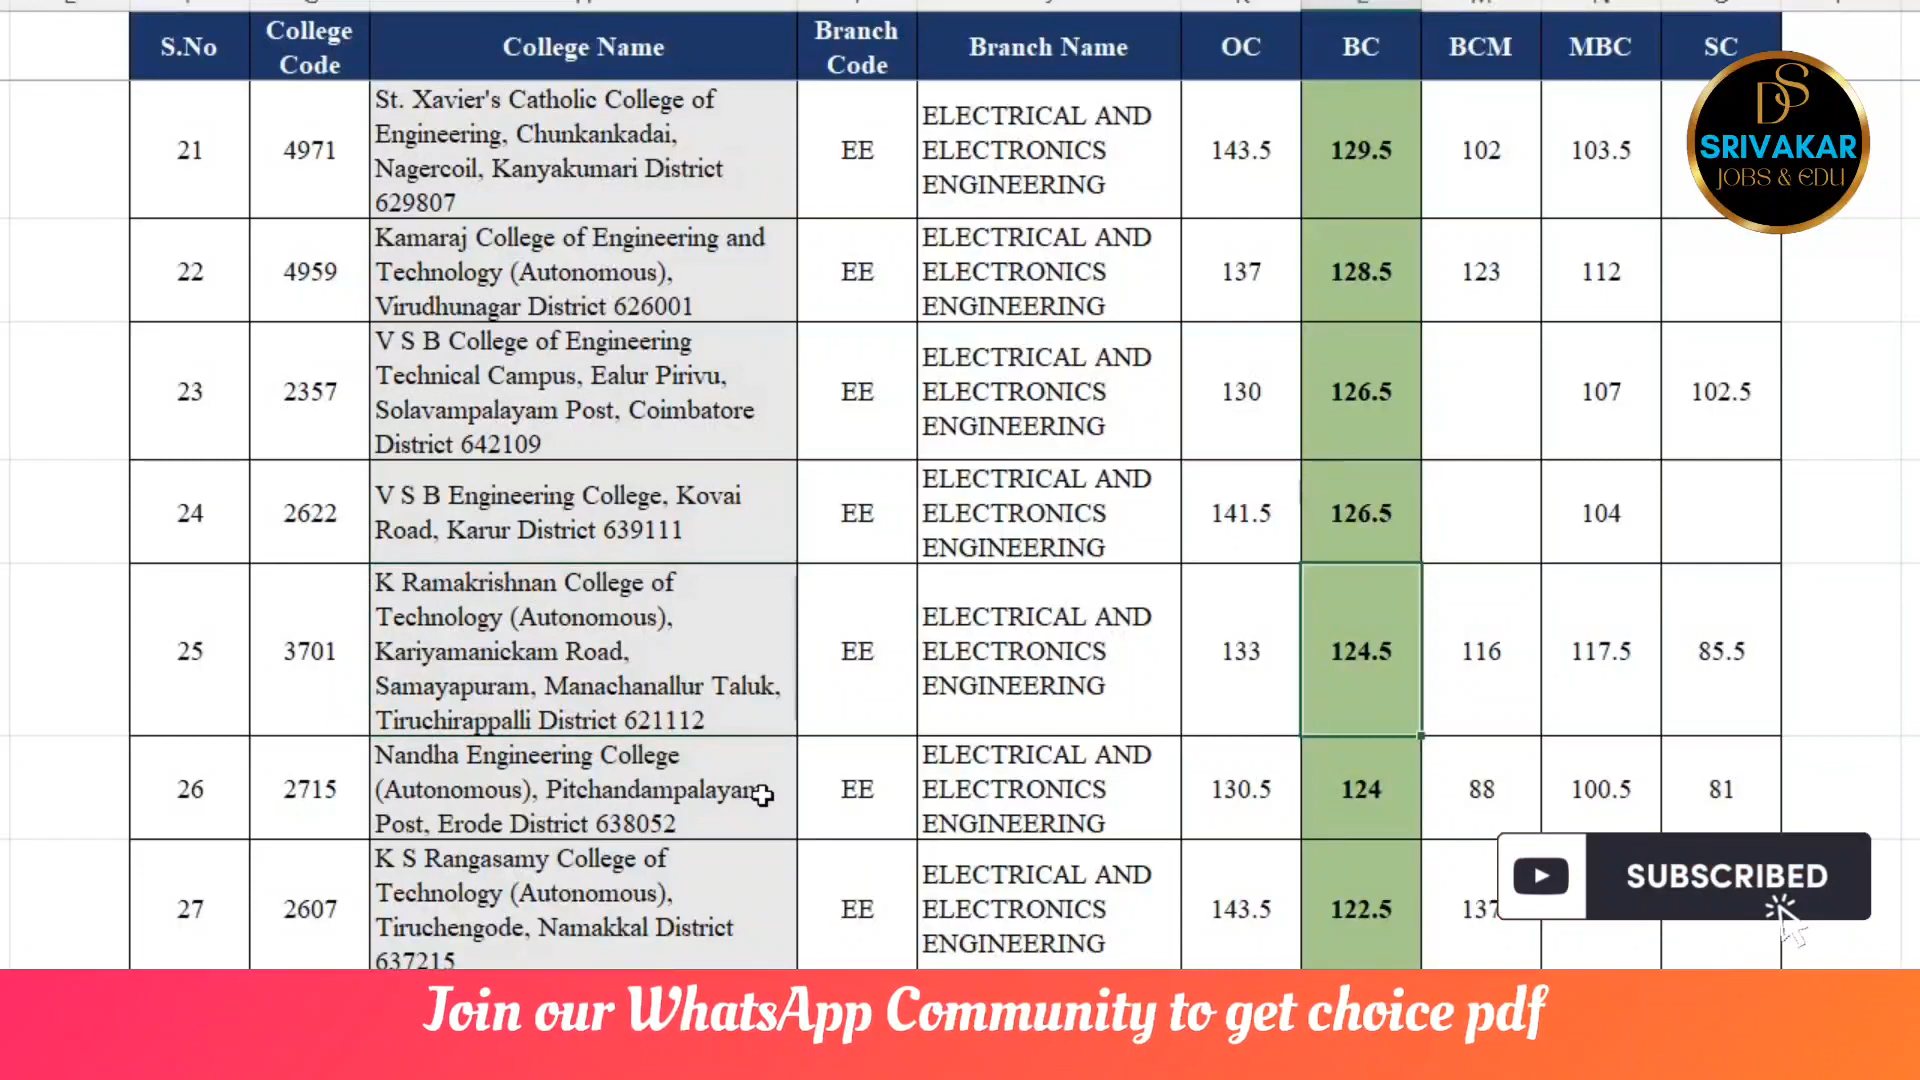 S.No College Code College Name Branch Code Branch Name OC BC BCM MBC SC
21 4971 St. Xavier's Catholic College of
Engineering, Chunkankadai,
Nagercoil, Kanyakumari District
629807
EE ELECTRICAL AND
ELECTRONICS
ENGINEERING
143.5 129.5 102 103.5
22 4959 Kamaraj College of Engineering and
Technology (Autonomous),
Virudhunagar District 626001
EE ELECTRICAL AND
ELECTRONICS
ENGINEERING
137 128.5 123 112
23 2357 V S B College of Engineering
Technical Campus, Ealur Pirivu,
Solavampalayam Post, Coimbatore
District 642109
EE ELECTRICAL AND
ELECTRONICS
ENGINEERING
130 126.5 107 102.5
24 2622 V S B Engineering College, Kovai
Road, Karur District 639111
EE ELECTRICAL AND
ELECTRONICS
ENGINEERING
141.5 126.5 104
25 3701 K Ramakrishnan College of
Technology (Autonomous),
Kariyamanickam Road,
Samayapuram, Manachanallur Taluk,
Tiruchirappalli District 621112
EE ELECTRICAL AND
ELECTRONICS
ENGINEERING
133 124.5 116 117.5 85.5
26 2715 Nandha Engineering College
(Autonomous), Pitchandampalayam
Post, Erode District 638052
EE ELECTRICAL AND
ELECTRONICS
ENGINEERING
130.5 124 88 100.5 81
27 2607 K S Rangasamy College of
Technology (Autonomous),
Tiruchengode, Namakkal District
637215
EE ELECTRICAL AND
ELECTRONICS
ENGINEERING
143.5 122.5 137
DS
SRIVAKAR
JOBS & EDU
SUBSCRIBED
Join our WhatsApp Community to get choice pdf